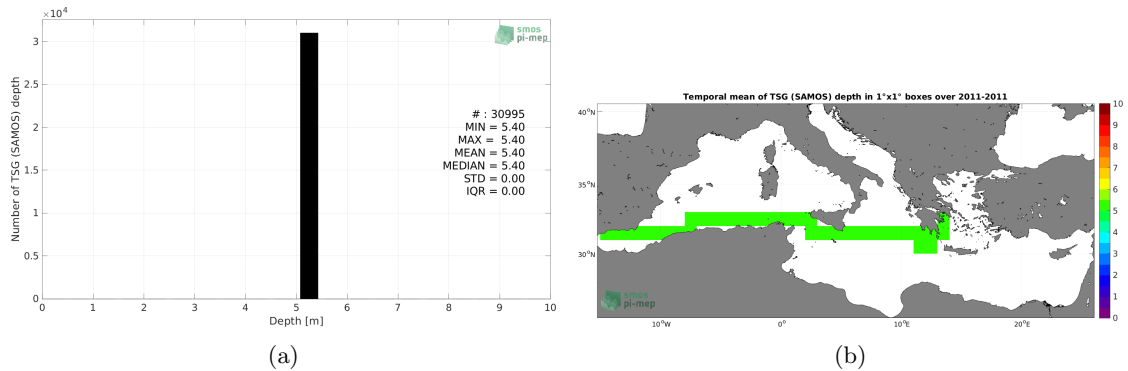 ×10⁴
smos
pi-mep
3
2.5
2
1.5
1
0.5
0
Number of TSG (SAMOS) depth
# : 30995
MIN = 5.40
MAX = 5.40
MEAN = 5.40
MEDIAN = 5.40
STD = 0.00
IQR = 0.00
0 1 2 3 4 5 6 7 8 9 10
Depth [m]
(a)
Temporal mean of TSG (SAMOS) depth in 1°x1° boxes over 2011-2011
40°N
35°N
30°N
smos
pi-mep
10°W 0° 10°E 20°E
10
9
8
7
6
5
4
3
2
1
0
(b)